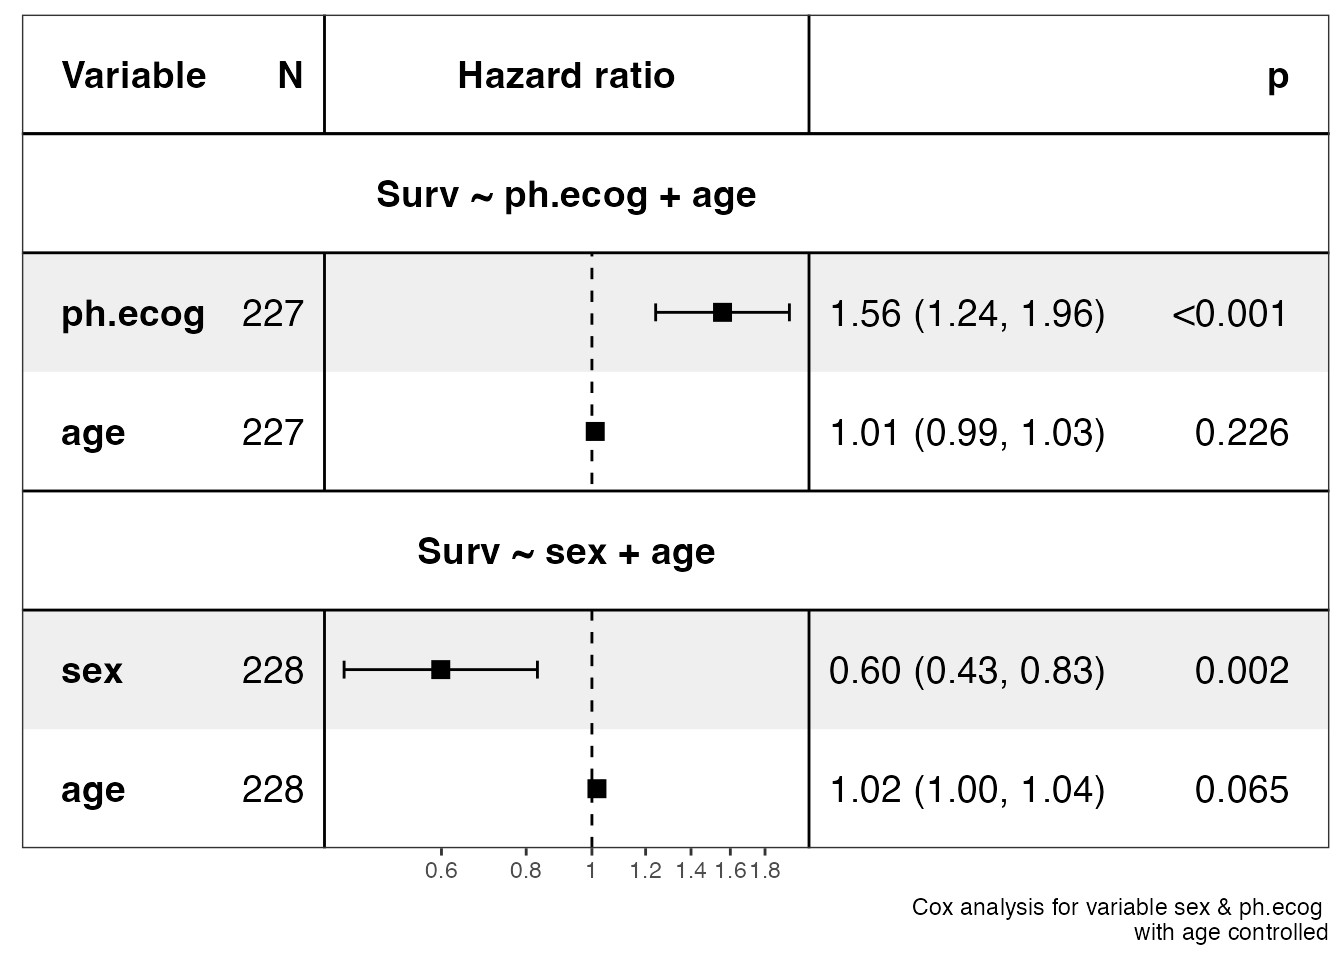 Variable N Hazard ratio p
Surv ~ ph.ecog + age
ph.ecog 227 1.56 (1.24, 1.96) <0.001
age 227 1.01 (0.99, 1.03) 0.226
Surv ~ sex + age
sex 228 0.60 (0.43, 0.83) 0.002
age 228 1.02 (1.00, 1.04) 0.065
0.6 0.8 1 1.2 1.4 1.6 1.8
Cox analysis for variable sex & ph.ecog
with age controlled